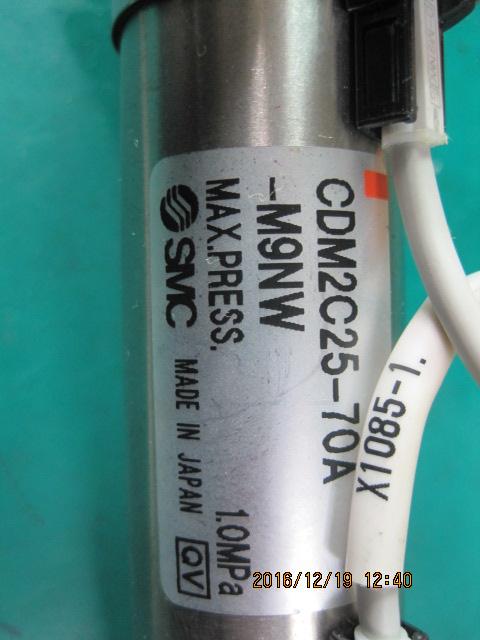 CDM2C25-70A
-M9NW
MAX.PRESS. 1.0MPa
SMC MADE IN JAPAN QV
X1085-1.
2016/12/19 12:40